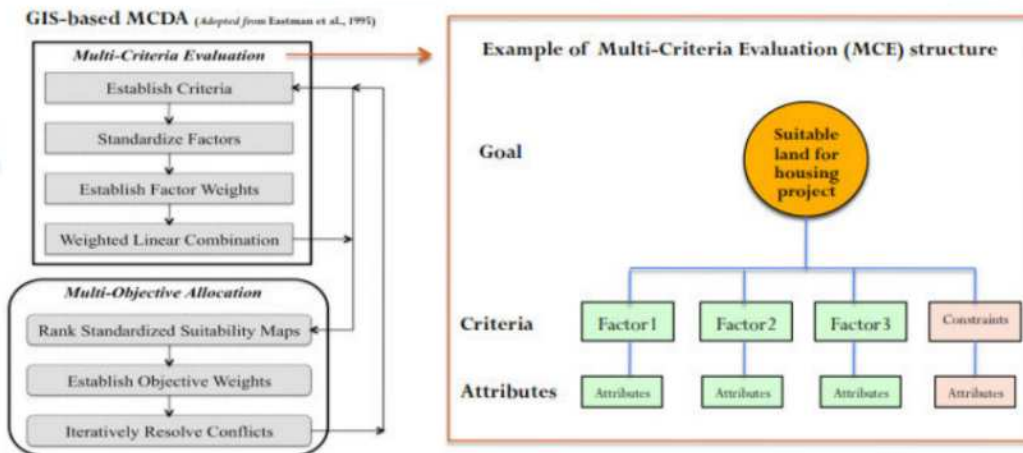 GIS-based MCDA (Adopted from Eastman et al., 1995)
Multi-Criteria Evaluation
Establish Criteria
Standardize Factors
Establish Factor Weights
Weighted Linear Combination
Multi-Objective Allocation
Rank Standardized Suitability Maps
Establish Objective Weights
Iteratively Resolve Conflicts
Example of Multi-Criteria Evaluation (MCE) structure
Goal
Suitable
land for
housing
project
Criteria
Factor1
Factor2
Factor3
Constraints
Attributes
Attributes
Attributes
Attributes
Attributes